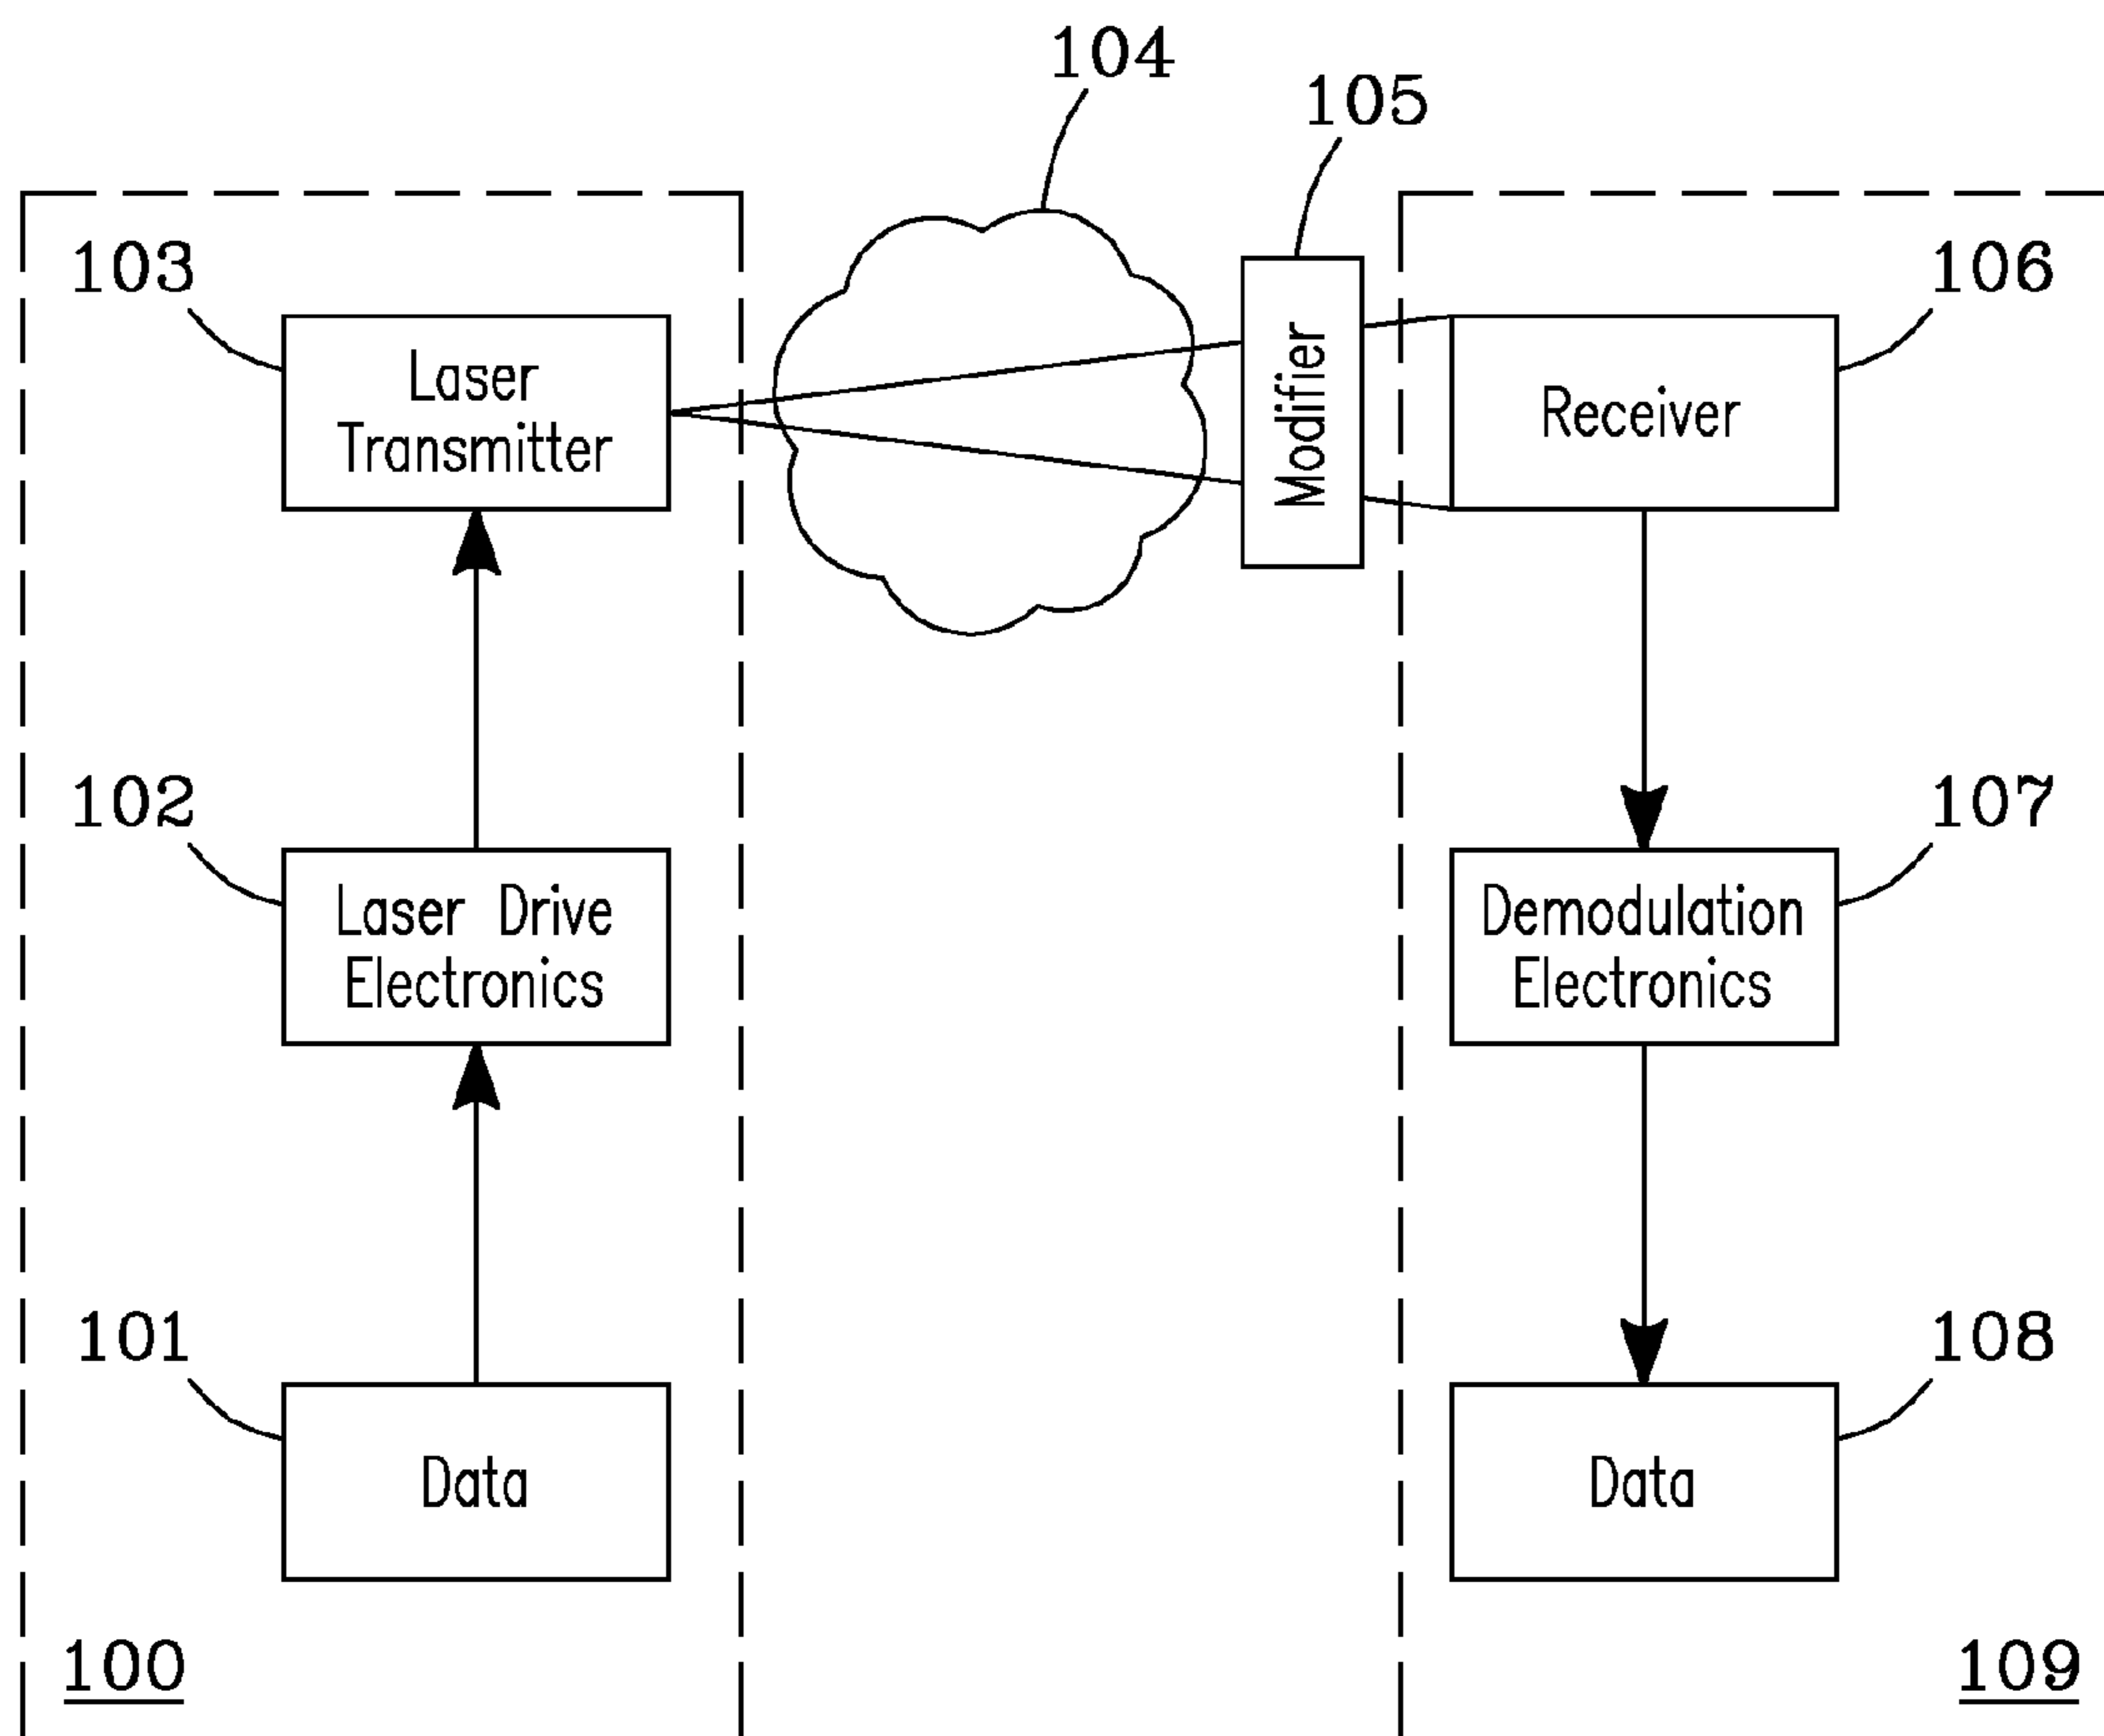 104
105
103
Laser
Transmitter
Modifier
106
Receiver
102
Laser Drive
Electronics
107
Demodulation
Electronics
101
Data
108
Data
100
109